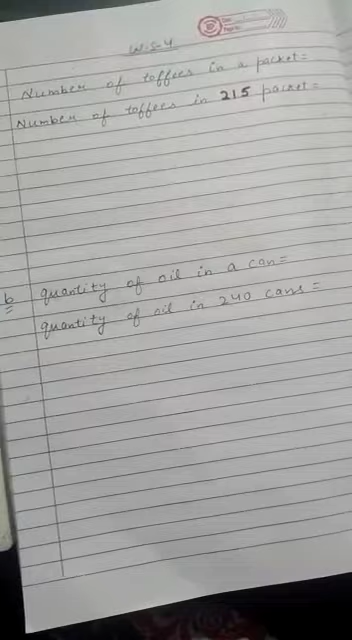 W.S-4
Number of toffees in a packet=
Number of toffees in 215 packet=
b quantity of oil in a can=
quantity of oil in 240 cans=